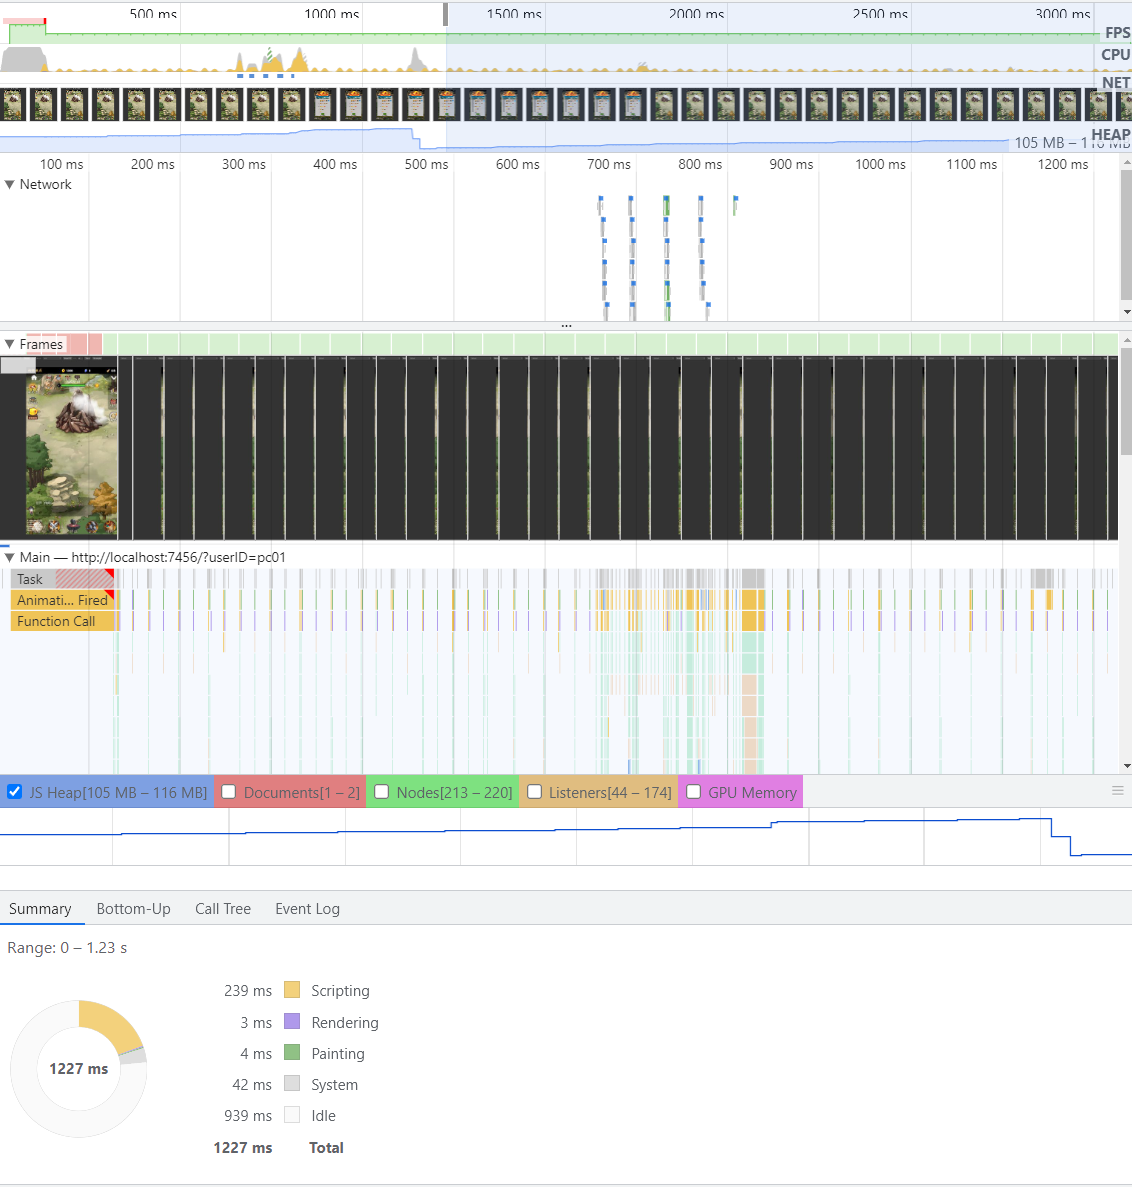 500 ms
1000 ms
1500 ms
2000 ms
2500 ms
3000 ms
FPS
CPU
NET
HEAP
105 MB – 116 MB
100 ms
200 ms
300 ms
400 ms
500 ms
600 ms
700 ms
800 ms
900 ms
1000 ms
1100 ms
1200 ms
▼ Network
...
▼ Frames
▼ Main — http://localhost:7456/?userID=pc01
Task
Animati... Fired
Function Call
JS Heap[105 MB – 116 MB]
Documents[1 – 2]
Nodes[213 – 220]
Listeners[44 – 174]
GPU Memory
Summary
Bottom-Up
Call Tree
Event Log
Range: 0 – 1.23 s
239 ms Scripting
3 ms Rendering
4 ms Painting
42 ms System
939 ms Idle
1227 ms Total
1227 ms